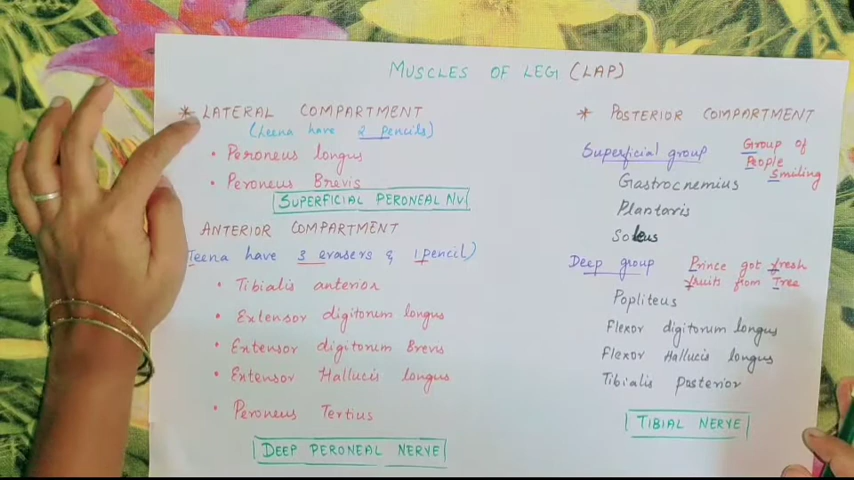 MUSCLES OF LEG (LAP)
* LATERAL COMPARTMENT
(Leena have 2 pencils)
• Peroneus longus
• Peroneus Brevis
SUPERFICIAL PERONEAL NV
ANTERIOR COMPARTMENT
Teena have 3 erasers & 1 pencil)
• Tibialis anterior
• Extensor digitorum longus
• Extensor digitorum Brevis
• Extensor Hallucis longus
• Peroneus Tertius
DEEP PERONEAL NERVE
* POSTERIOR COMPARTMENT
Superficial group
Group of
People
Smiling
Gastrocnemius
Plantaris
Soleus
Deep group
Prince got fresh
fruits from Tree
Popliteus
Flexor digitorum longus
Flexor Hallucis longus
Tibialis posterior
TIBIAL NERVE